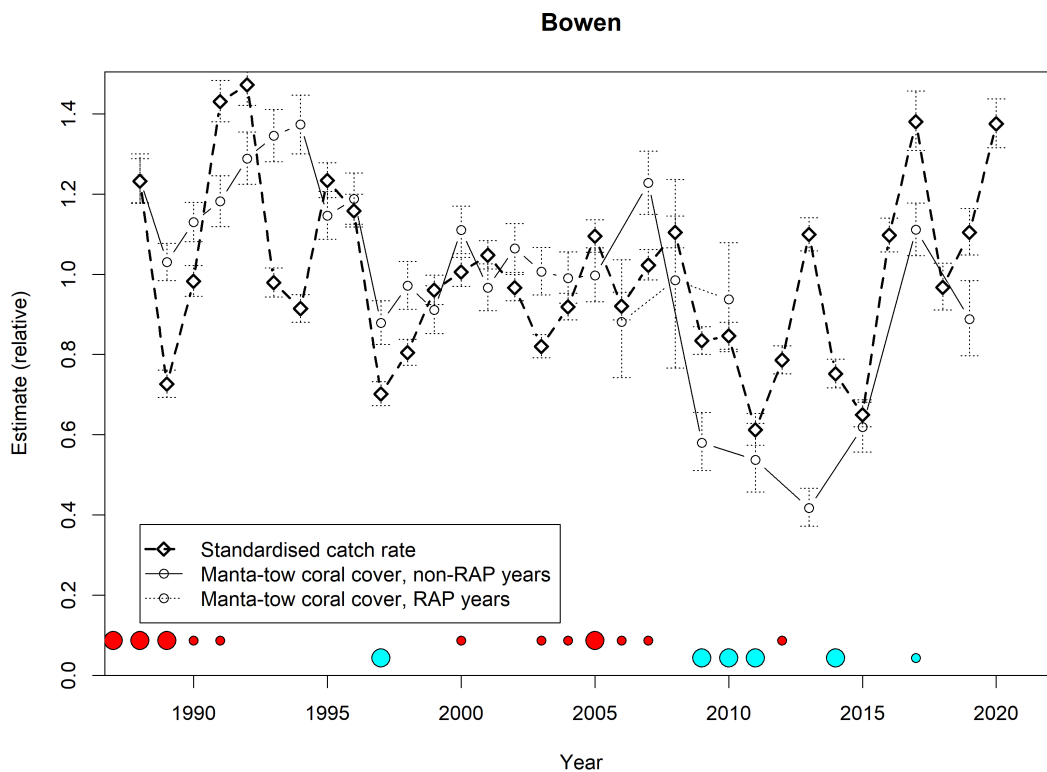 Bowen
Estimate (relative)
1.4
1.2
1.0
0.8
0.6
0.4
0.2
0.0
Standardised catch rate
Manta-tow coral cover, non-RAP years
Manta-tow coral cover, RAP years
1990 1995 2000 2005 2010 2015 2020
Year